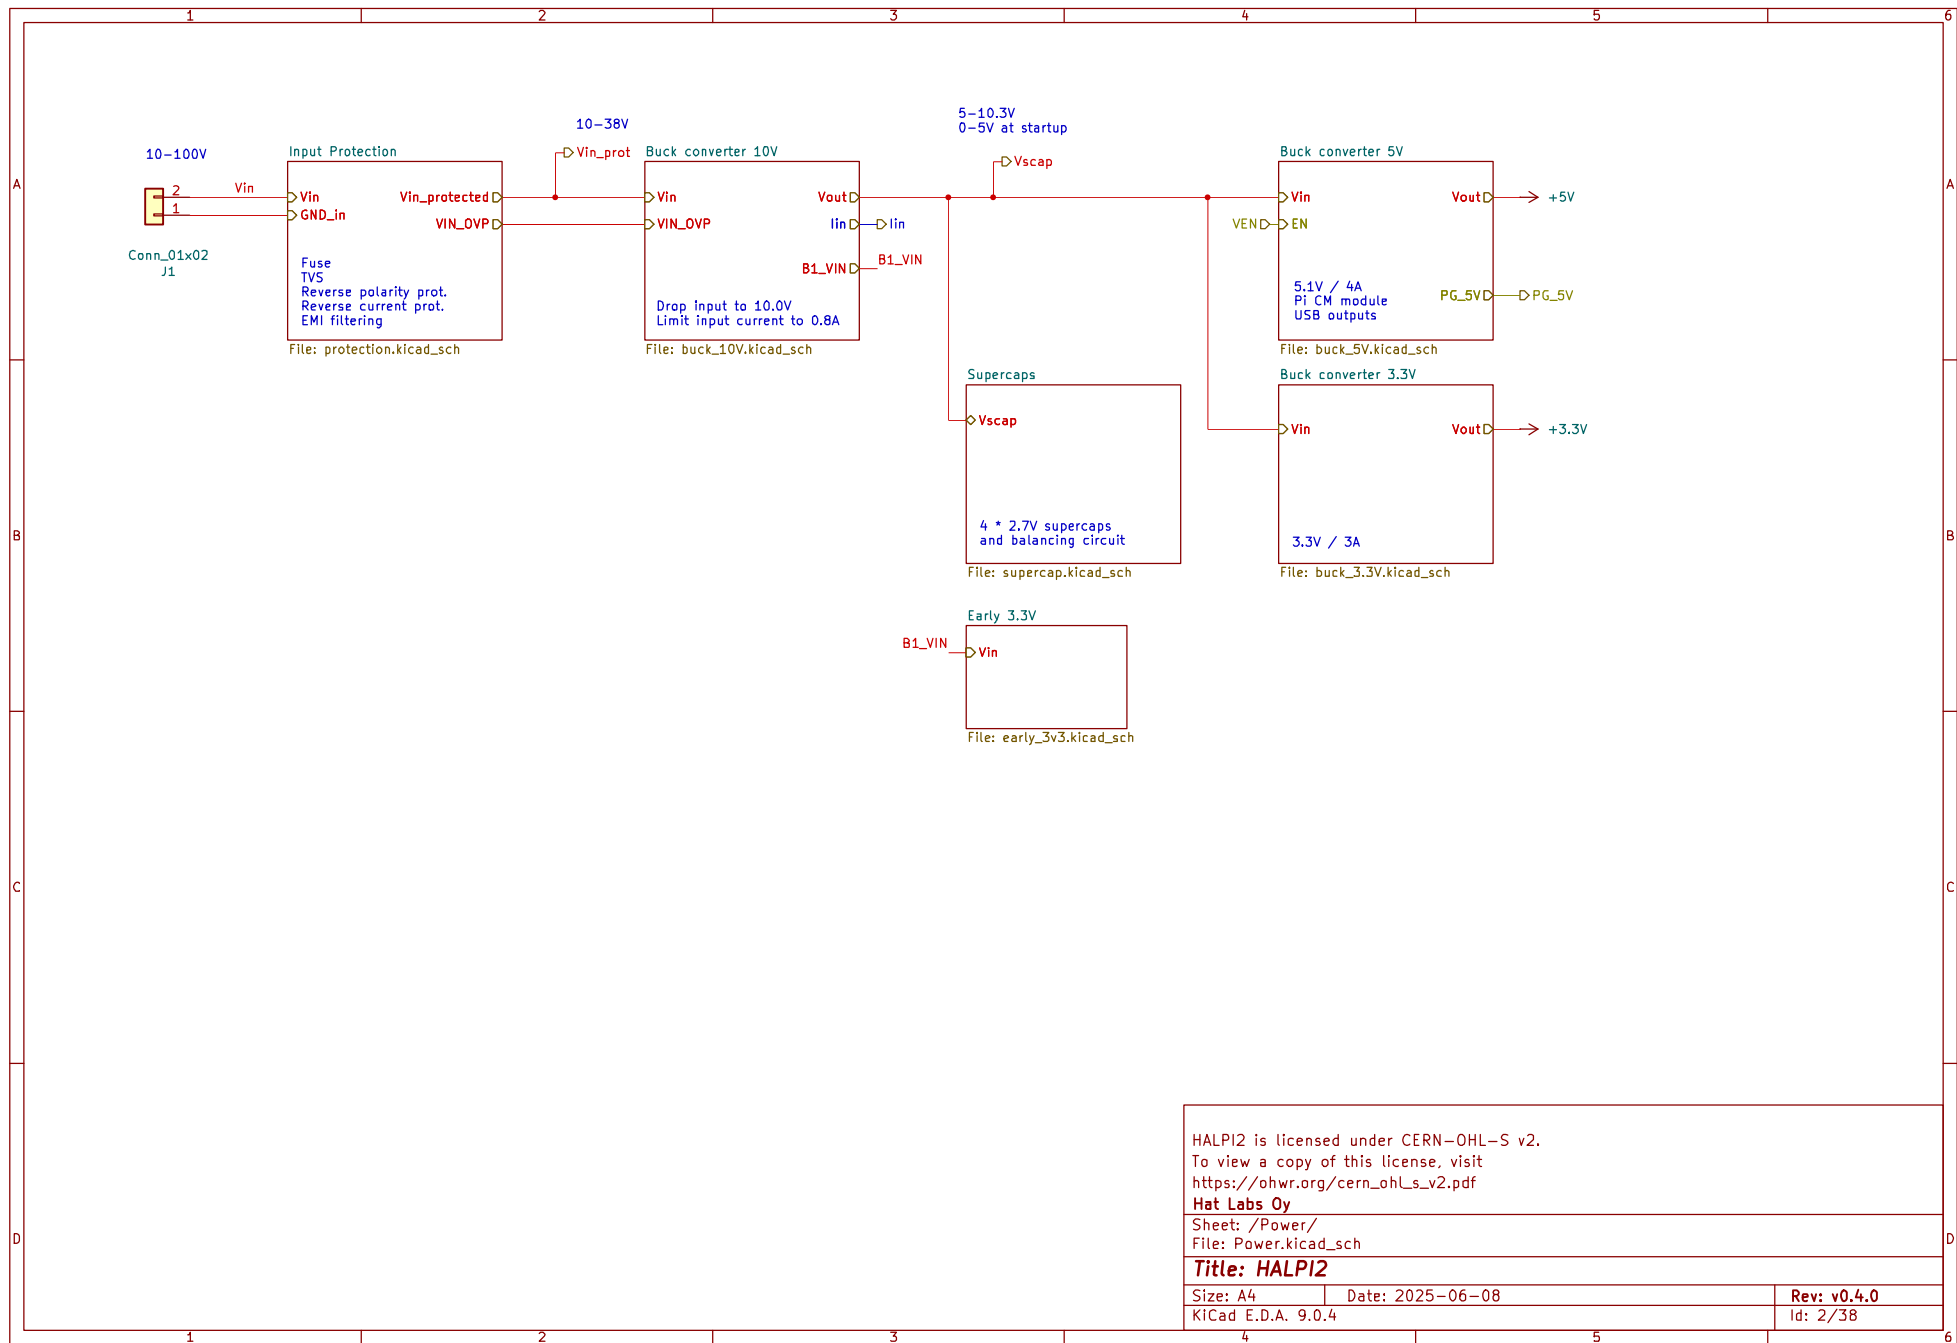 1 2 3 4 5 6
A
B
C
D
10-100V
2
1
Vin
Conn_01x02
J1
Input Protection
Vin
GND_in
Vin_protected
VIN_OVP
Fuse
TVS
Reverse polarity prot.
Reverse current prot.
EMI filtering
File: protection.kicad_sch
10-38V
Vin_prot
Buck converter 10V
Vin
VIN_OVP
Vout
Iin
Iin
B1_VIN
B1_VIN
Drop input to 10.0V
Limit input current to 0.8A
File: buck_10V.kicad_sch
5-10.3V
0-5V at startup
Vscap
Buck converter 5V
Vin
VEN
EN
Vout
+5V
PG_5V
PG_5V
5.1V / 4A
Pi CM module
USB outputs
File: buck_5V.kicad_sch
Supercaps
Vscap
4 * 2.7V supercaps
and balancing circuit
File: supercap.kicad_sch
Buck converter 3.3V
Vin
Vout
+3.3V
3.3V / 3A
File: buck_3.3V.kicad_sch
Early 3.3V
B1_VIN
Vin
File: early_3v3.kicad_sch
HALPI2 is licensed under CERN-OHL-S v2.
To view a copy of this license, visit
https://ohwr.org/cern_ohl_s_v2.pdf
Hat Labs Oy
Sheet: /Power/
File: Power.kicad_sch
Title: HALPI2
Size: A4 Date: 2025-06-08 Rev: v0.4.0
KiCad E.D.A. 9.0.4 Id: 2/38
A
B
C
D
1 2 3 4 5 6